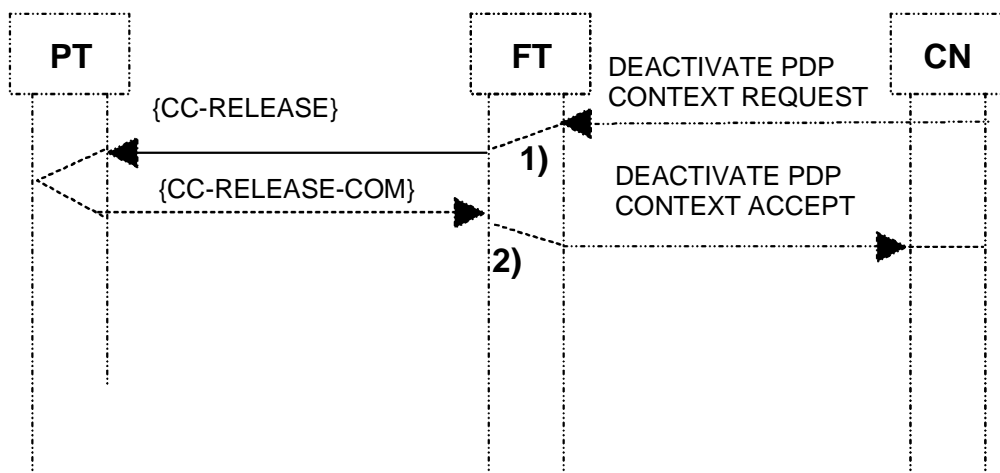 PT
FT
CN
DEACTIVATE PDP
CONTEXT REQUEST
{CC-RELEASE}
1)
{CC-RELEASE-COM}
DEACTIVATE PDP
CONTEXT ACCEPT
2)